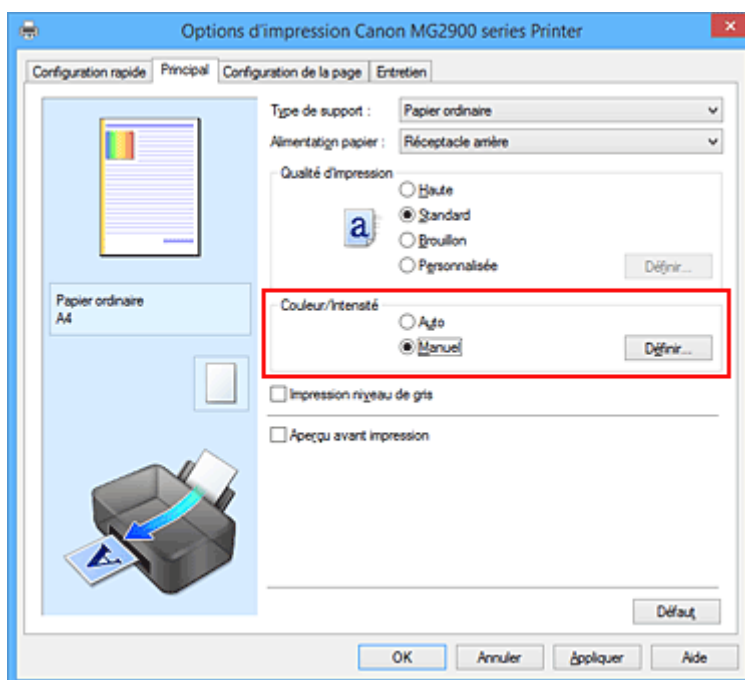 Options d'impression Canon MG2900 series Printer
Configuration rapide Principal Configuration de la page Entretien
Type de support : Papier ordinaire
Alimentation papier : Réceptacle arrière
Qualité d'impression
Haute
a Standard
Brouillon
Personnalisée Définir...
Papier ordinaire
A4
Couleur/Intensité
Auto
Manuel Définir...
Impression niveau de gris
Aperçu avant impression
A
Défaut
OK Annuler Appliquer Aide